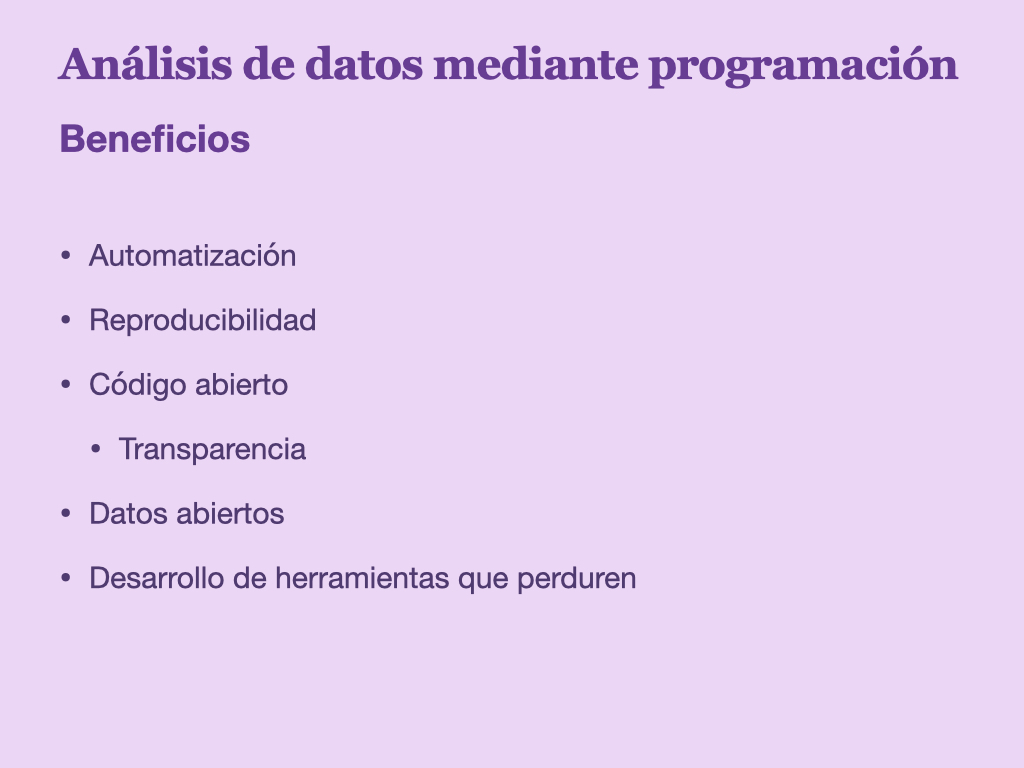 Análisis de datos mediante programación
Beneficios
• Automatización
• Reproducibilidad
• Código abierto
• Transparencia
• Datos abiertos
• Desarrollo de herramientas que perduren